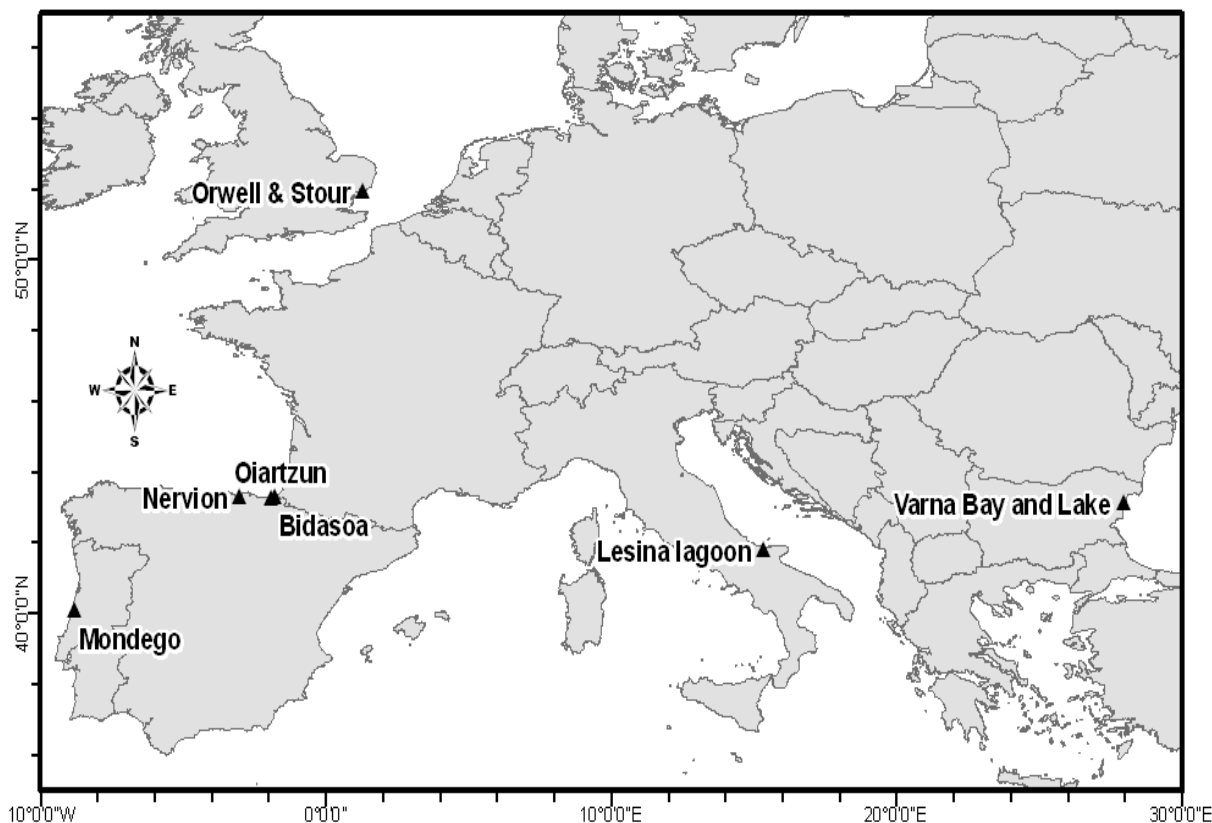 Orwell & Stour
50°0'0"N
N
W
E
S
Oiartzun
Nervion
Bidasoa
Varna Bay and Lake
Lesina lagoon
40°0'0"N
Mondego
10°0'0"W
0°0'0"
10°0'0"E
20°0'0"E
30°0'0"E